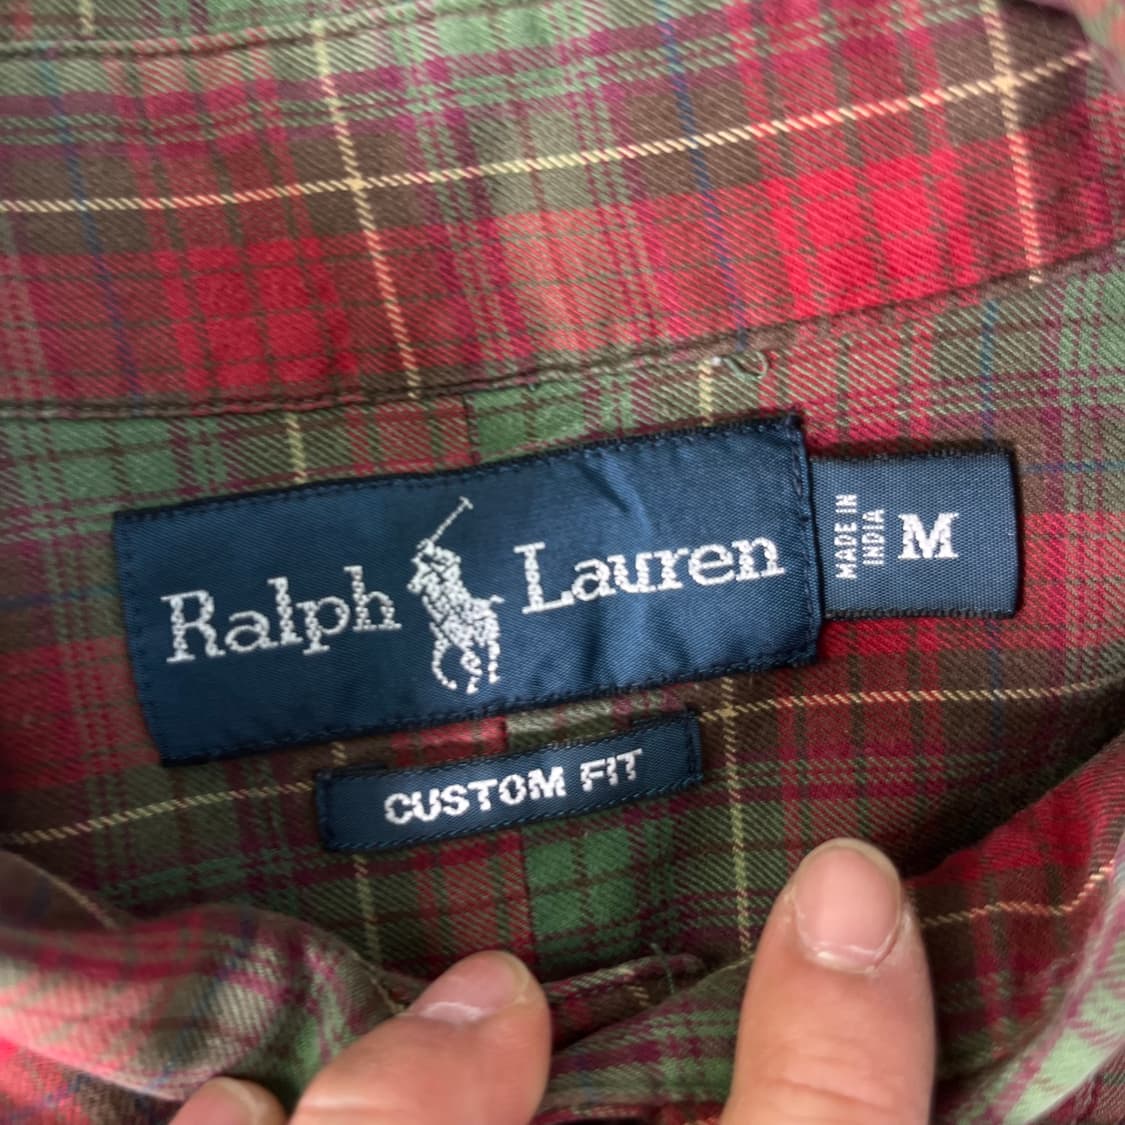 Ralph Lauren
MADE IN
INDIA
M
CUSTOM FIT